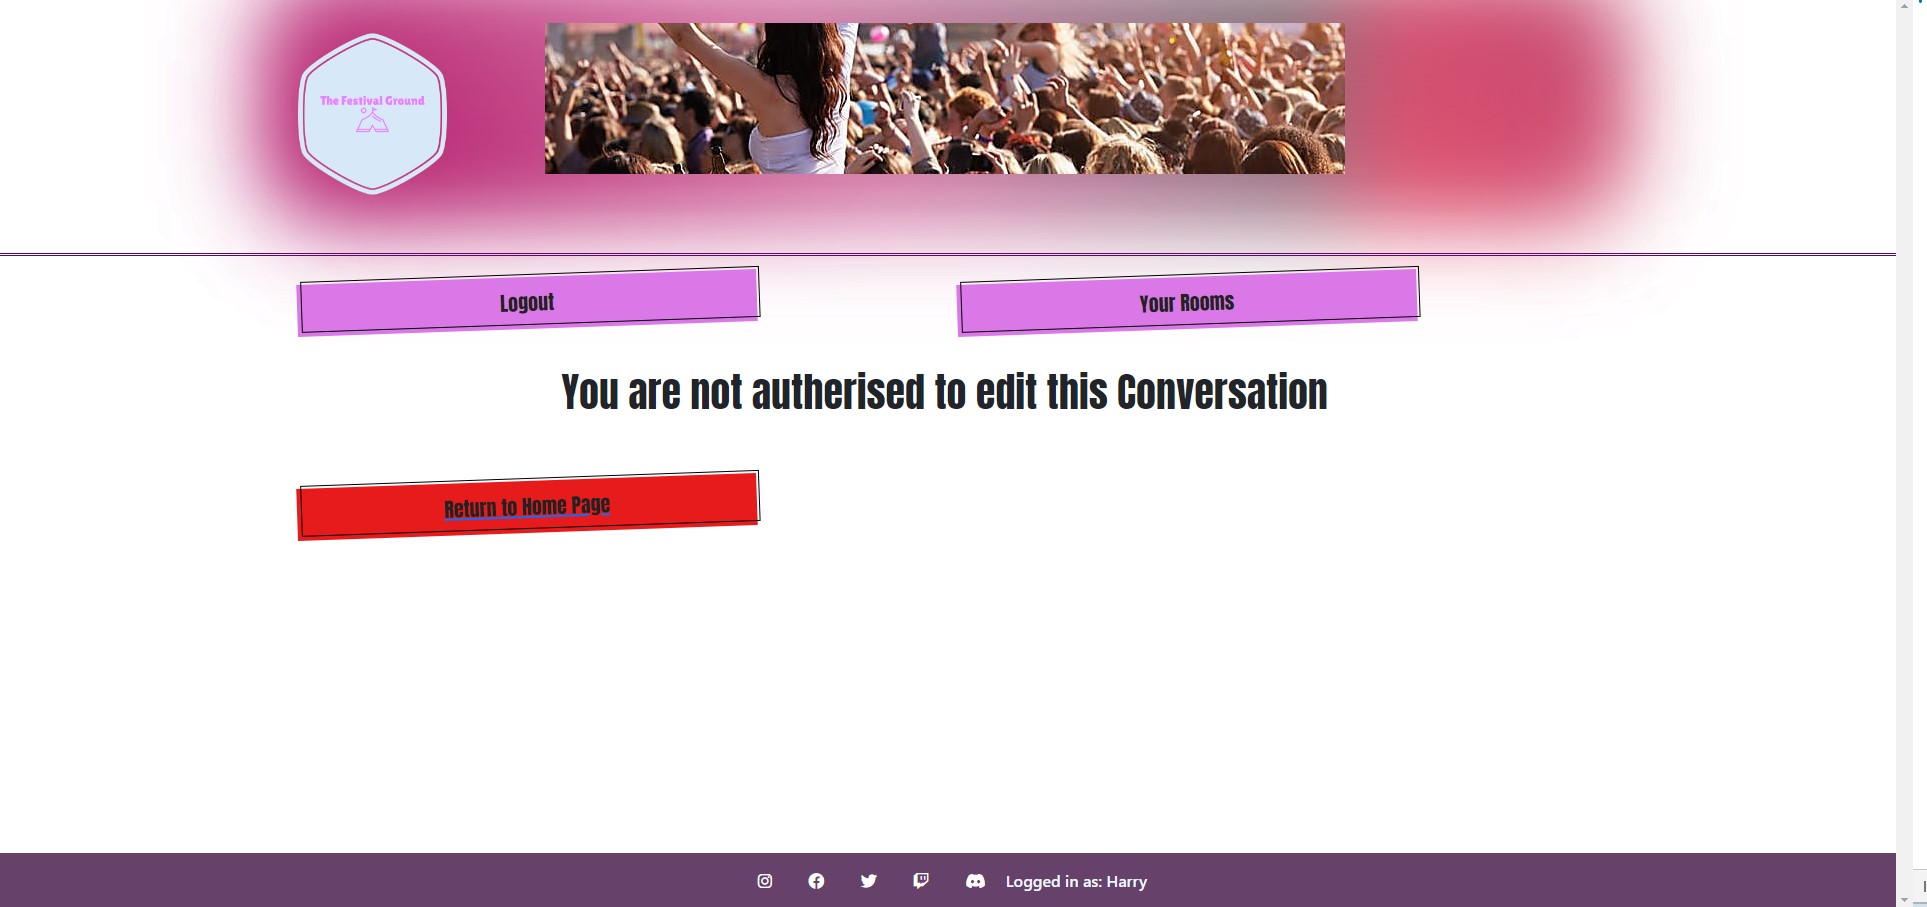 The Festival Ground
Logout
Your Rooms
You are not autherised to edit this Conversation
Return to Home Page
Logged in as: Harry